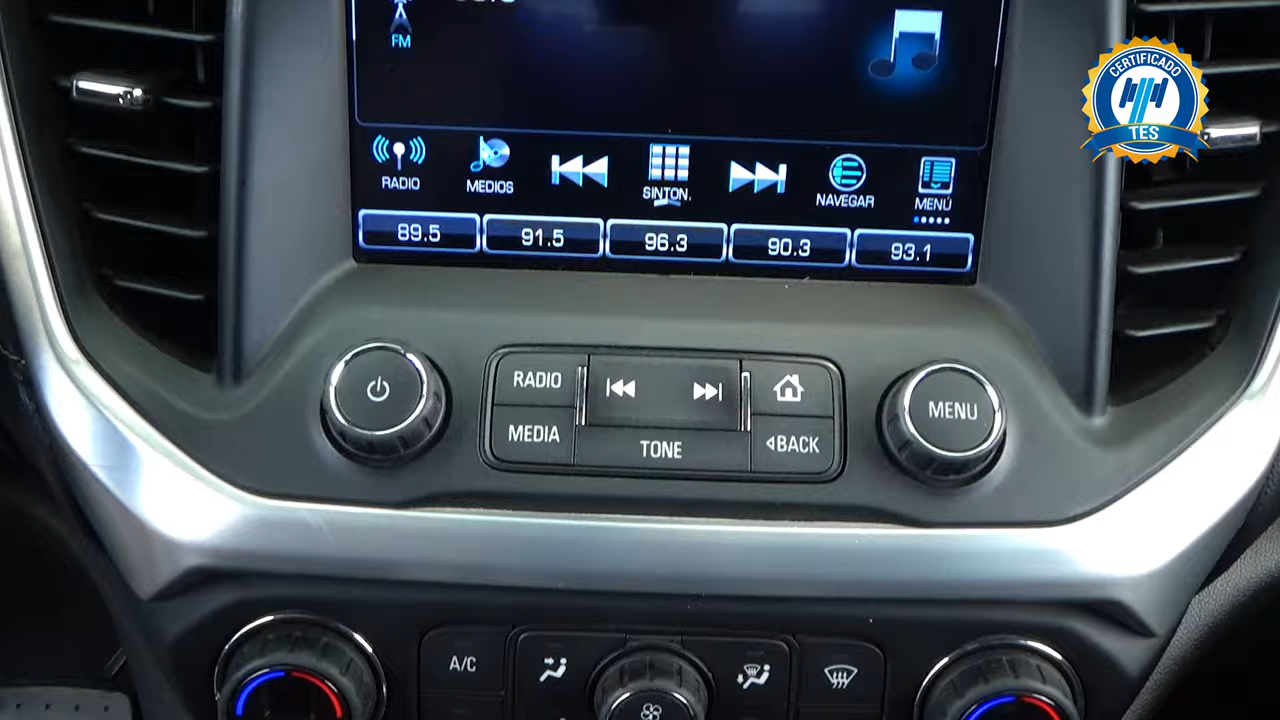 FM
CERTIFICADO
TES
RADIO
MEDIOS
SINTON.
NAVEGAR
MENÚ
89.5
91.5
96.3
90.3
93.1
RADIO
MEDIA
TONE
BACK
MENU
A/C